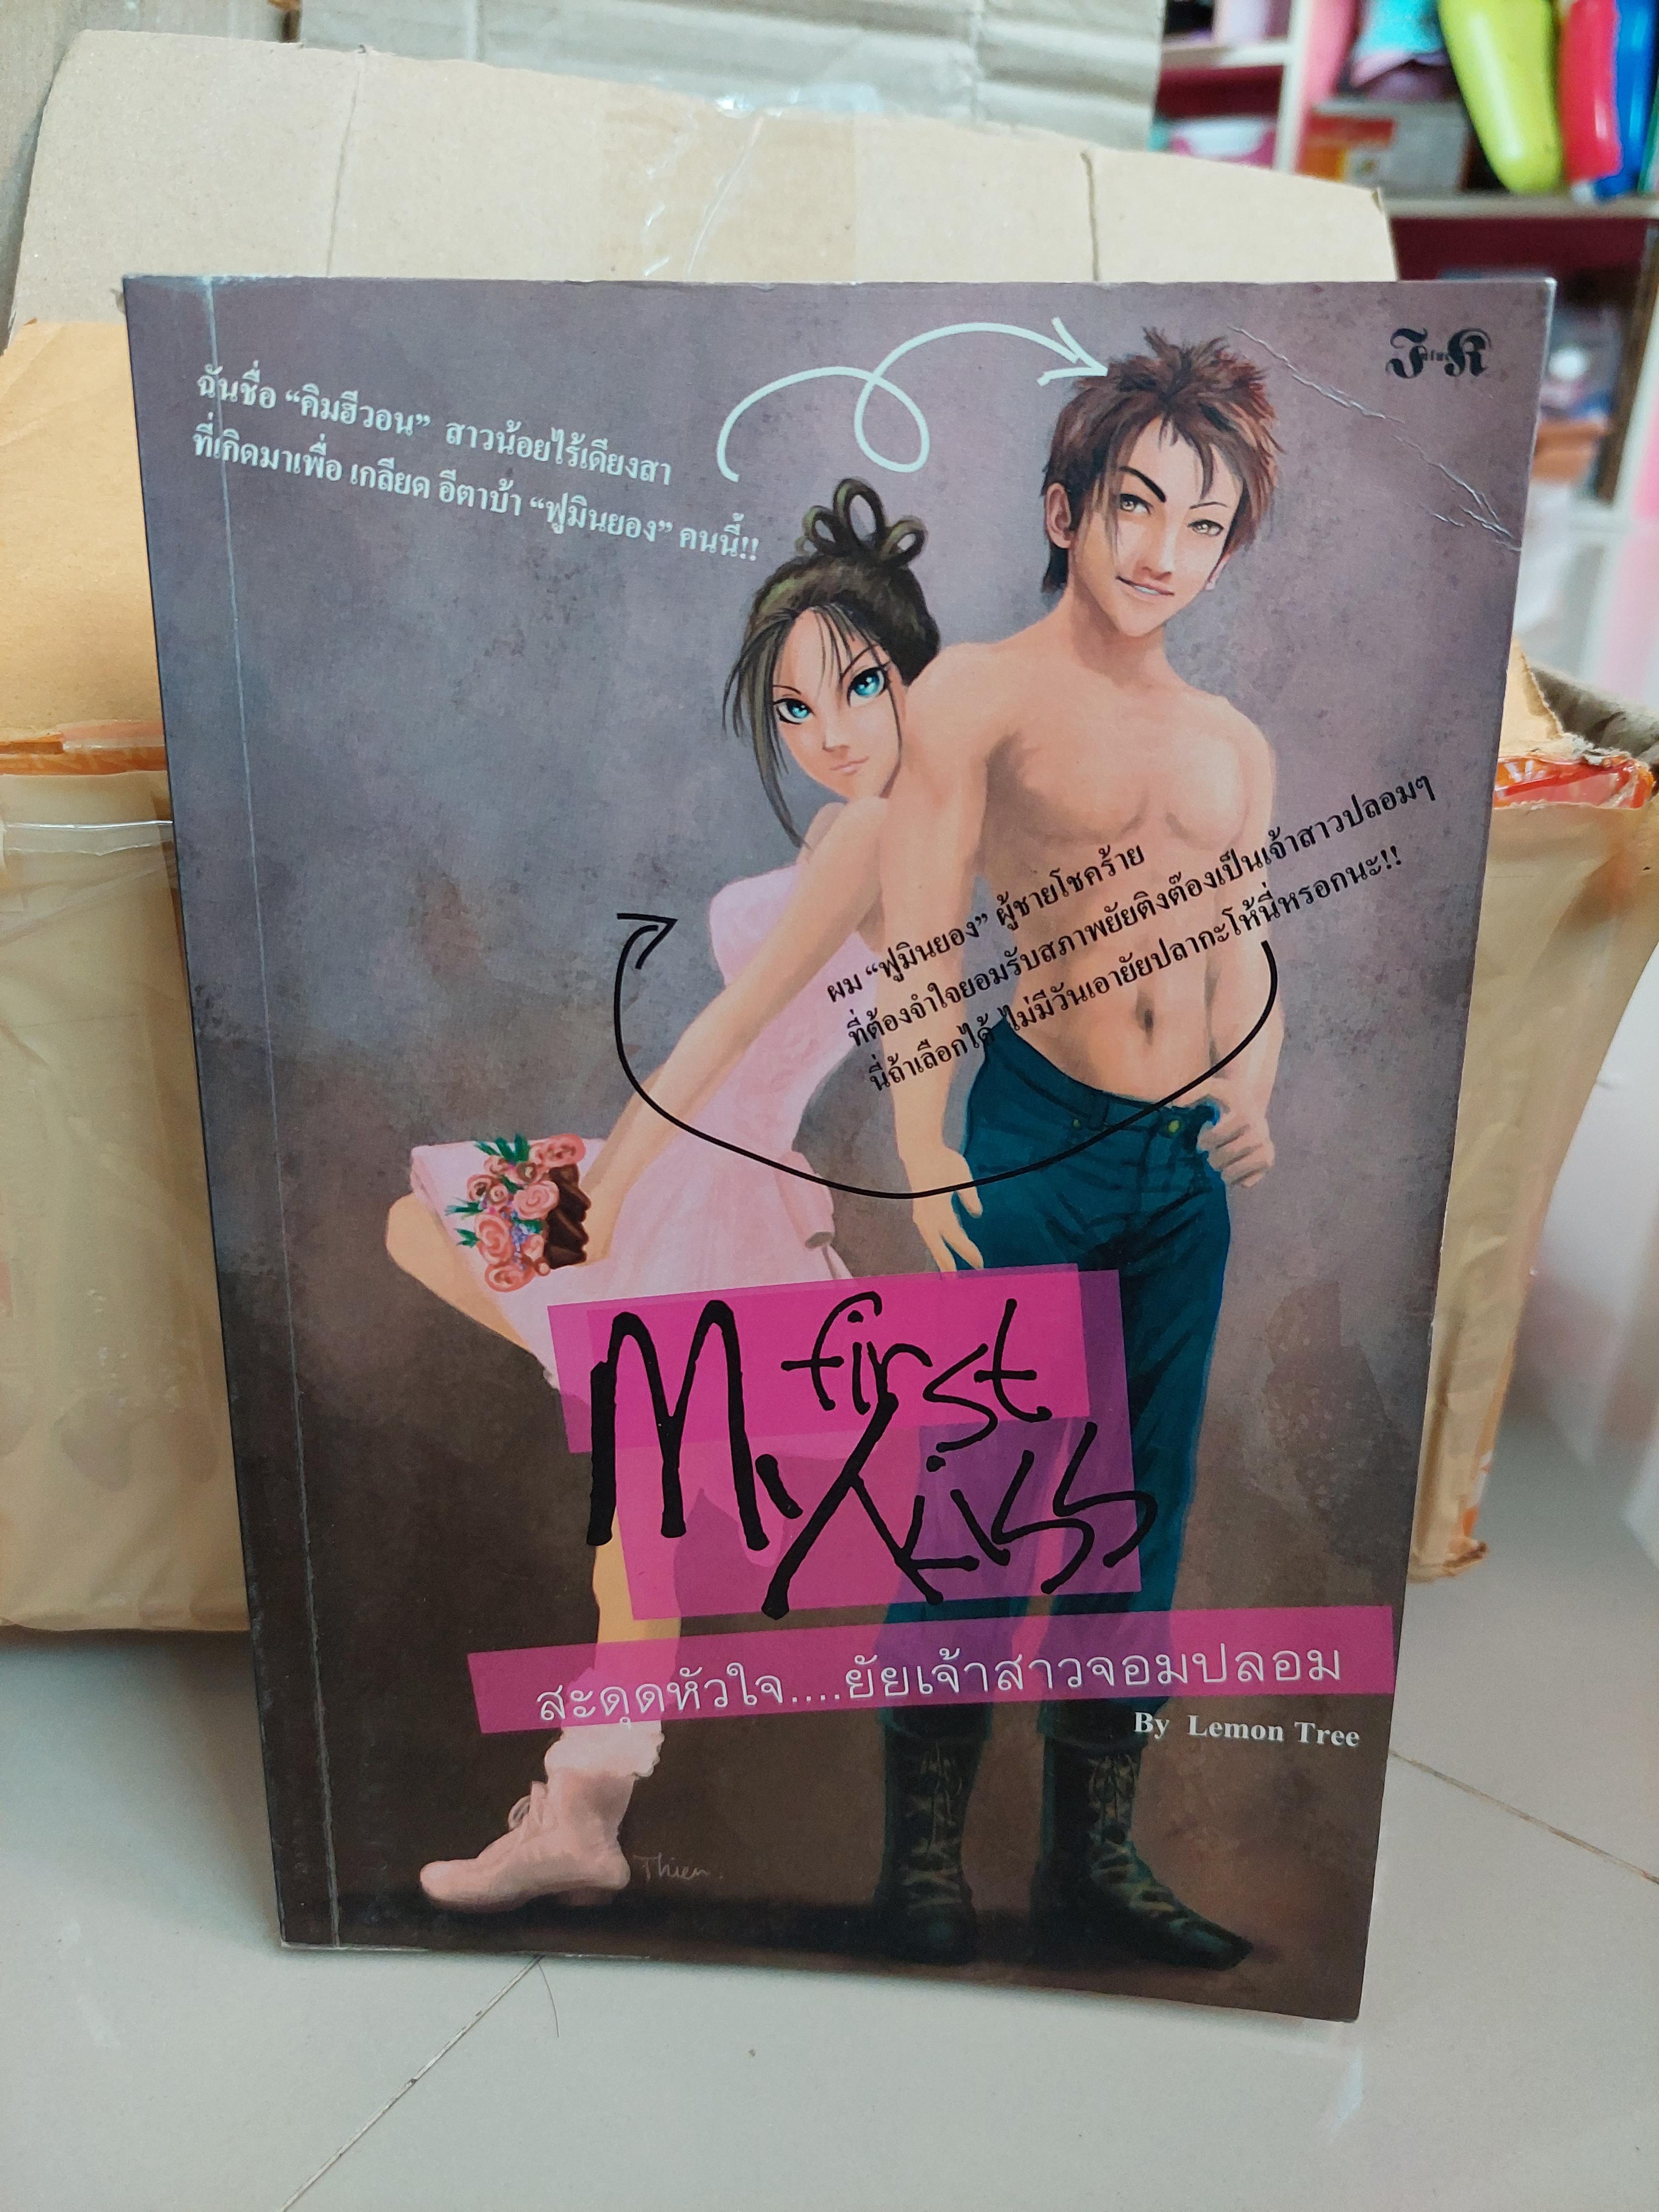 ฉันชื่อ “คิมฮีวอน” สาวน้อยไร้เดียงสา
ที่เกิดมาเพื่อ เกลียด อีตาบ้า “ฟูมินยอง” คนนี้!!
ผม “ฟูมินยอง” ผู้ชายโชคร้าย
ที่ต้องจำใจยอมรับสภาพยัยติงต๊องเป็นเจ้าสาวปลอมๆ
นี่ถ้าเลือกได้ ไม่มีวันเอายัยปลากะโห้นี่หรอกนะ!!
My first
Kiss
สะดุดหัวใจ....ยัยเจ้าสาวจอมปลอม
By Lemon Tree
Thien.